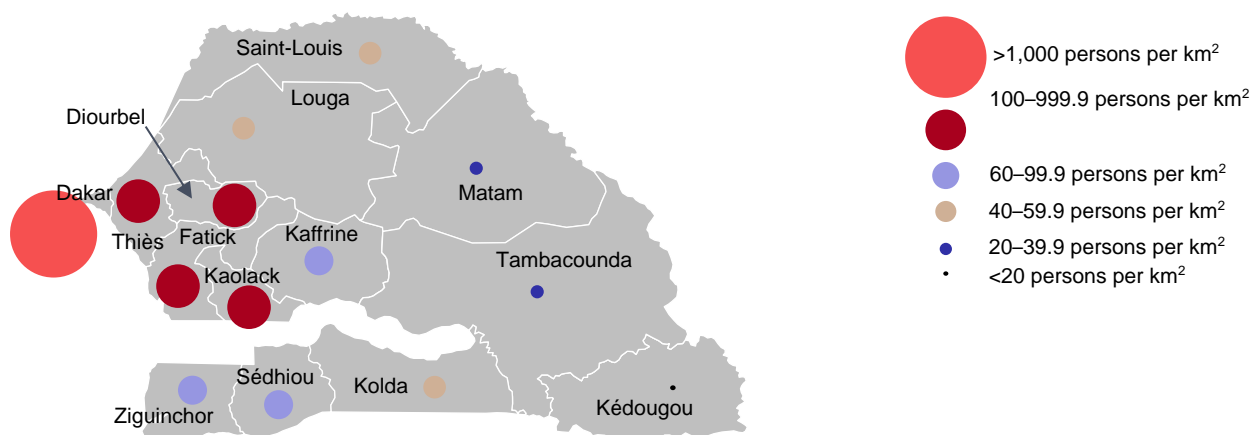 Saint-Louis
Louga
Diourbel
Matam
Dakar
Thiès
Fatick
Kaffrine
Kaolack
Tambacounda
Sédhiou
Kolda
Kédougou
Ziguinchor
>1,000 persons per km²
100–999.9 persons per km²
60–99.9 persons per km²
40–59.9 persons per km²
20–39.9 persons per km²
<20 persons per km²